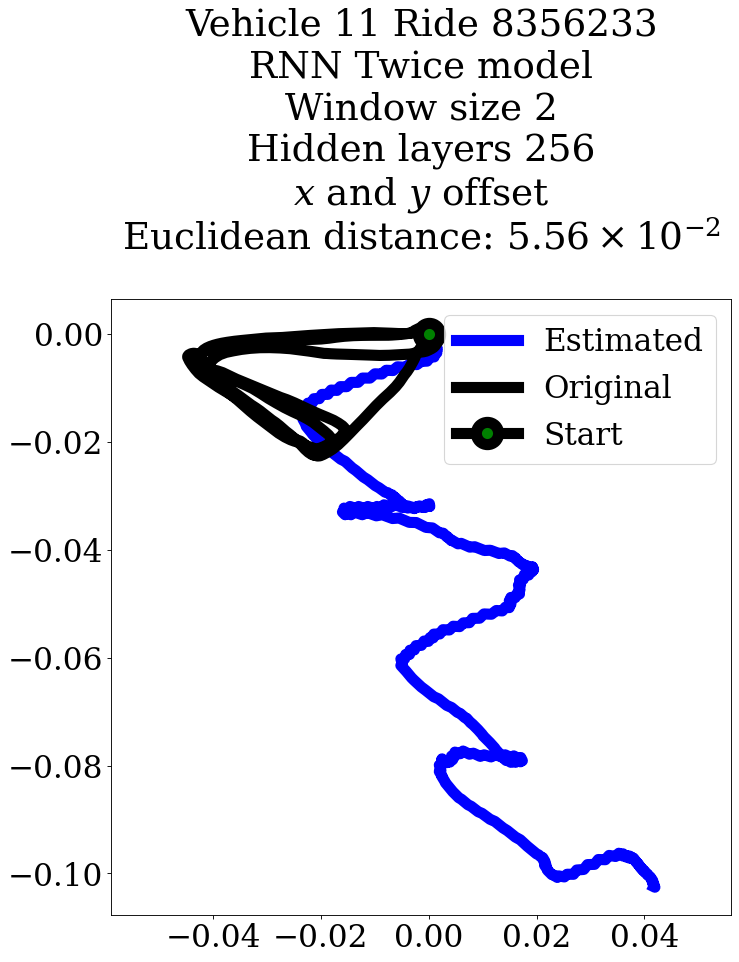 Vehicle 11 Ride 8356233
RNN Twice model
Window size 2
Hidden layers 256
x and y offset
Euclidean distance: 5.56 × 10⁻²
Estimated
Original
Start
0.00
−0.02
−0.04
−0.06
−0.08
−0.10
−0.04 −0.02 0.00 0.02 0.04